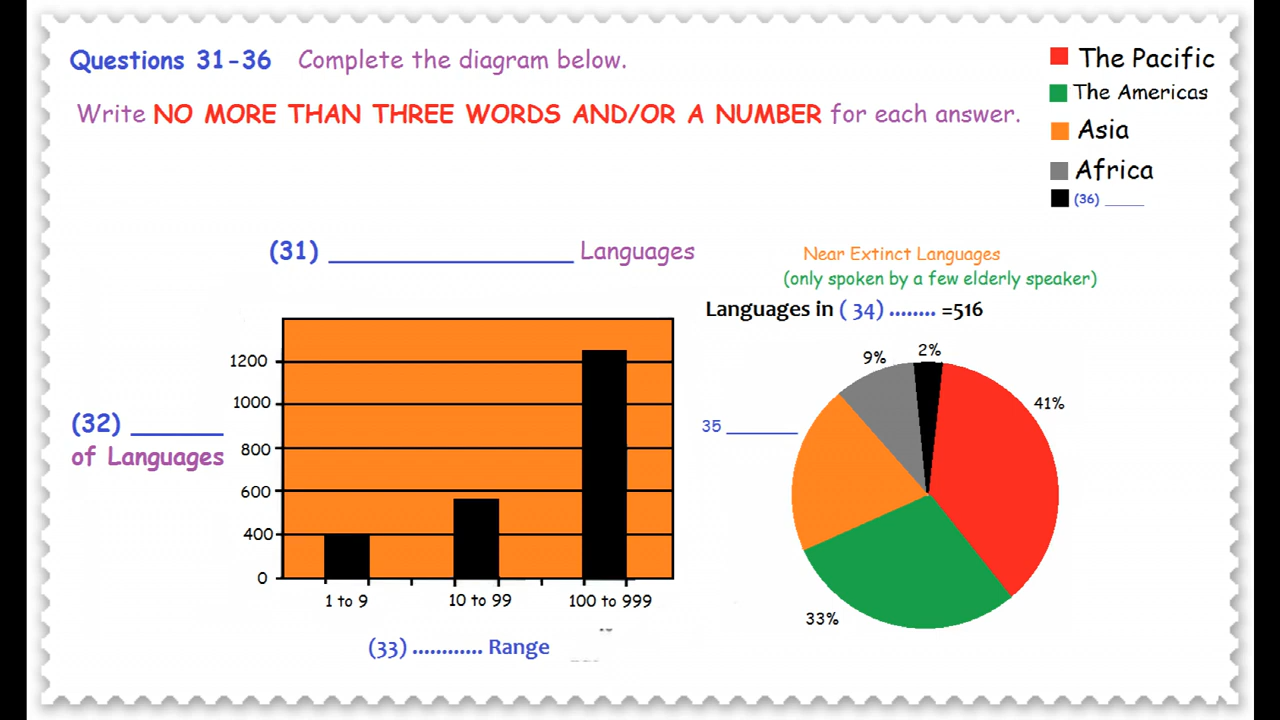 Questions 31-36 Complete the diagram below.
Write NO MORE THAN THREE WORDS AND/OR A NUMBER for each answer.
The Pacific
The Americas
Asia
Africa
(36) _____
(31) _______________ Languages
(32) _______
of Languages
1200
1000
800
600
400
0
1 to 9
10 to 99
100 to 999
(33) ............ Range
Near Extinct Languages
(only spoken by a few elderly speaker)
Languages in ( 34) ........ =516
9%
2%
41%
35 ________
33%